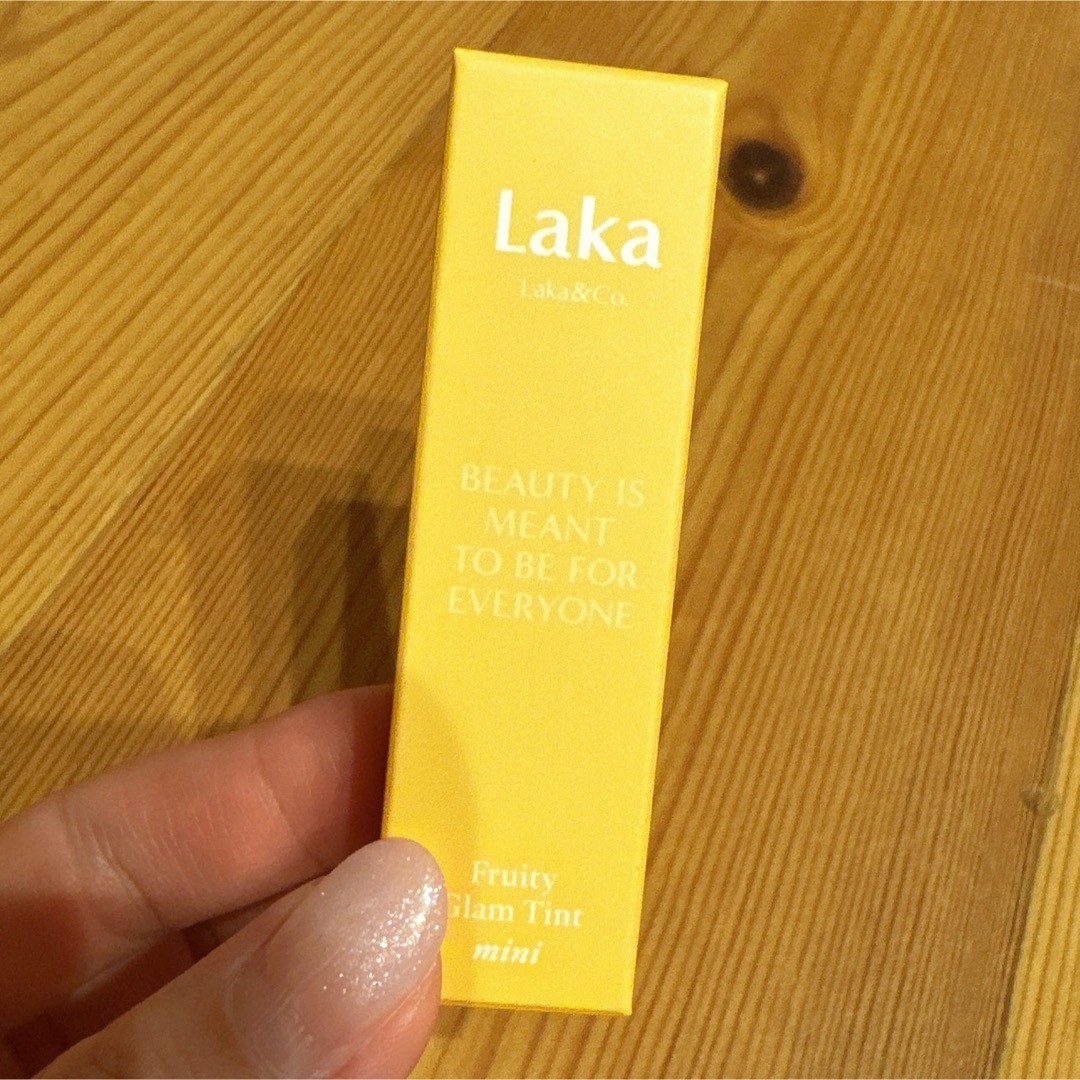 Laka
Laka&Co.
BEAUTY IS
MEANT
TO BE FOR
EVERYONE
Fruity
Glam Tint
mini